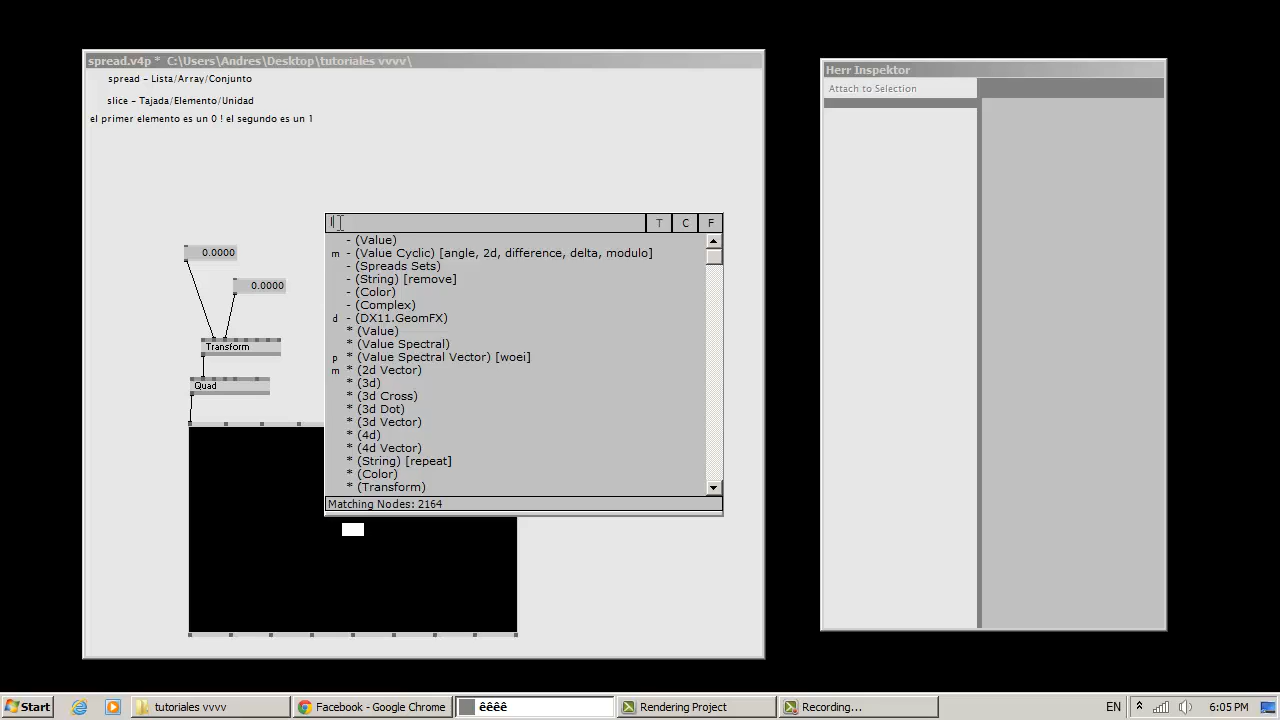 spread.v4p * C:\Users\Andres\Desktop\tutoriales vvvv\
spread - Lista/Array/Conjunto
slice - Tajada/Elemento/Unidad
el primer elemento es un 0 ! el segundo es un 1
0.0000
0.0000
Transform
Quad
T C F
- (Value)
m - (Value Cyclic) [angle, 2d, difference, delta, modulo]
- (Spreads Sets)
- (String) [remove]
- (Color)
- (Complex)
d - (DX11.GeomFX)
* (Value)
* (Value Spectral)
p * (Value Spectral Vector) [woei]
m * (2d Vector)
* (3d)
* (3d Cross)
* (3d Dot)
* (3d Vector)
* (4d)
* (4d Vector)
* (String) [repeat]
* (Color)
* (Transform)
Matching Nodes: 2164
Herr Inspektor
Attach to Selection
Start
tutoriales vvvv
Facebook - Google Chrome
êêêê
Rendering Project
Recording...
EN
6:05 PM